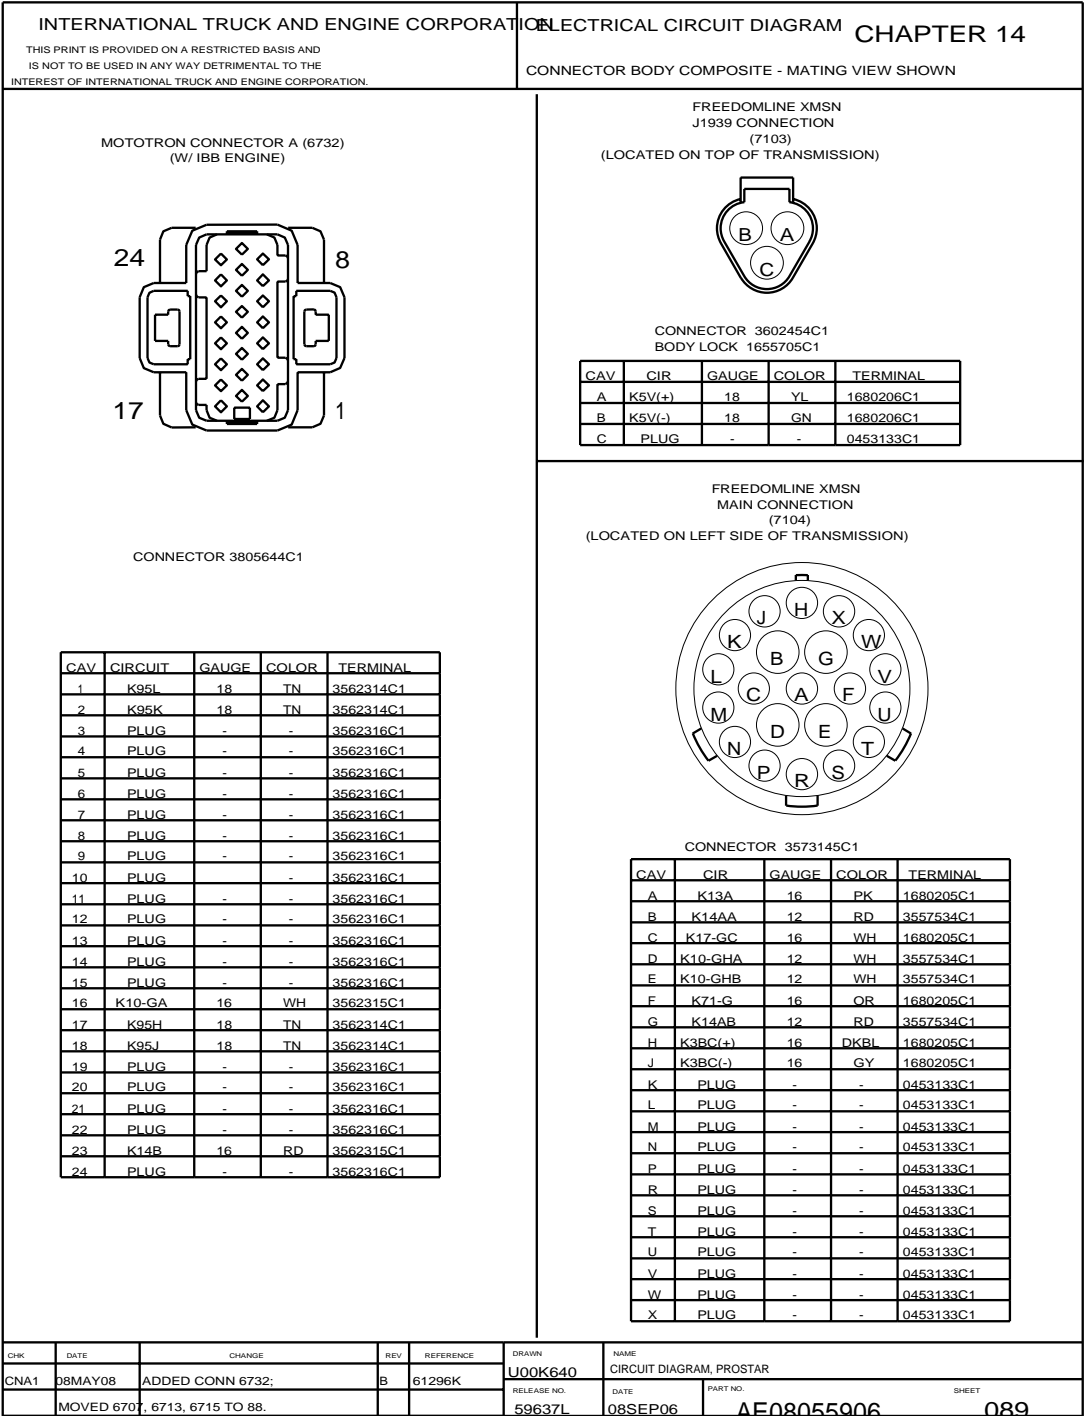 INTERNATIONAL TRUCK AND ENGINE CORPORATION
THIS PRINT IS PROVIDED ON A RESTRICTED BASIS AND
IS NOT TO BE USED IN ANY WAY DETRIMENTAL TO THE
INTEREST OF INTERNATIONAL TRUCK AND ENGINE CORPORATION.
ELECTRICAL CIRCUIT DIAGRAM CHAPTER 14
CONNECTOR BODY COMPOSITE - MATING VIEW SHOWN
MOTOTRON CONNECTOR A (6732)
(W/ IBB ENGINE)
24 8
17 1
CONNECTOR 3805644C1
CAV CIRCUIT GAUGE COLOR TERMINAL
1 K95L 18 TN 3562314C1
2 K95K 18 TN 3562314C1
3 PLUG - - 3562316C1
4 PLUG - - 3562316C1
5 PLUG - - 3562316C1
6 PLUG - - 3562316C1
7 PLUG - - 3562316C1
8 PLUG - - 3562316C1
9 PLUG - - 3562316C1
10 PLUG - 3562316C1
11 PLUG - - 3562316C1
12 PLUG - - 3562316C1
13 PLUG - - 3562316C1
14 PLUG - - 3562316C1
15 PLUG - - 3562316C1
16 K10-GA 16 WH 3562315C1
17 K95H 18 TN 3562314C1
18 K95J 18 TN 3562314C1
19 PLUG - - 3562316C1
20 PLUG - - 3562316C1
21 PLUG - - 3562316C1
22 PLUG - - 3562316C1
23 K14B 16 RD 3562315C1
24 PLUG - - 3562316C1
FREEDOMLINE XMSN
J1939 CONNECTION
(7103)
(LOCATED ON TOP OF TRANSMISSION)
B A
C
CONNECTOR 3602454C1
BODY LOCK 1655705C1
CAV CIR GAUGE COLOR TERMINAL
A K5V(+) 18 YL 1680206C1
B K5V(-) 18 GN 1680206C1
C PLUG - - 0453133C1
FREEDOMLINE XMSN
MAIN CONNECTION
(7104)
(LOCATED ON LEFT SIDE OF TRANSMISSION)
J H X
K W
B G
L V
C A F
M U
D E
N T
P R S
CONNECTOR 3573145C1
CAV CIR GAUGE COLOR TERMINAL
A K13A 16 PK 1680205C1
B K14AA 12 RD 3557534C1
C K17-GC 16 WH 1680205C1
D K10-GHA 12 WH 3557534C1
E K10-GHB 12 WH 3557534C1
F K71-G 16 OR 1680205C1
G K14AB 12 RD 3557534C1
H K3BC(+) 16 DKBL 1680205C1
J K3BC(-) 16 GY 1680205C1
K PLUG - - 0453133C1
L PLUG - - 0453133C1
M PLUG - - 0453133C1
N PLUG - - 0453133C1
P PLUG - - 0453133C1
R PLUG - - 0453133C1
S PLUG - - 0453133C1
T PLUG - - 0453133C1
U PLUG - - 0453133C1
V PLUG - - 0453133C1
W PLUG - - 0453133C1
X PLUG - - 0453133C1
CHK DATE CHANGE REV REFERENCE
CNA1 08MAY08 ADDED CONN 6732; B 61296K
MOVED 6707, 6713, 6715 TO 88.
DRAWN NAME
U00K640 CIRCUIT DIAGRAM, PROSTAR
RELEASE NO. DATE PART NO. SHEET
59637L 08SEP06 AE08055906 089